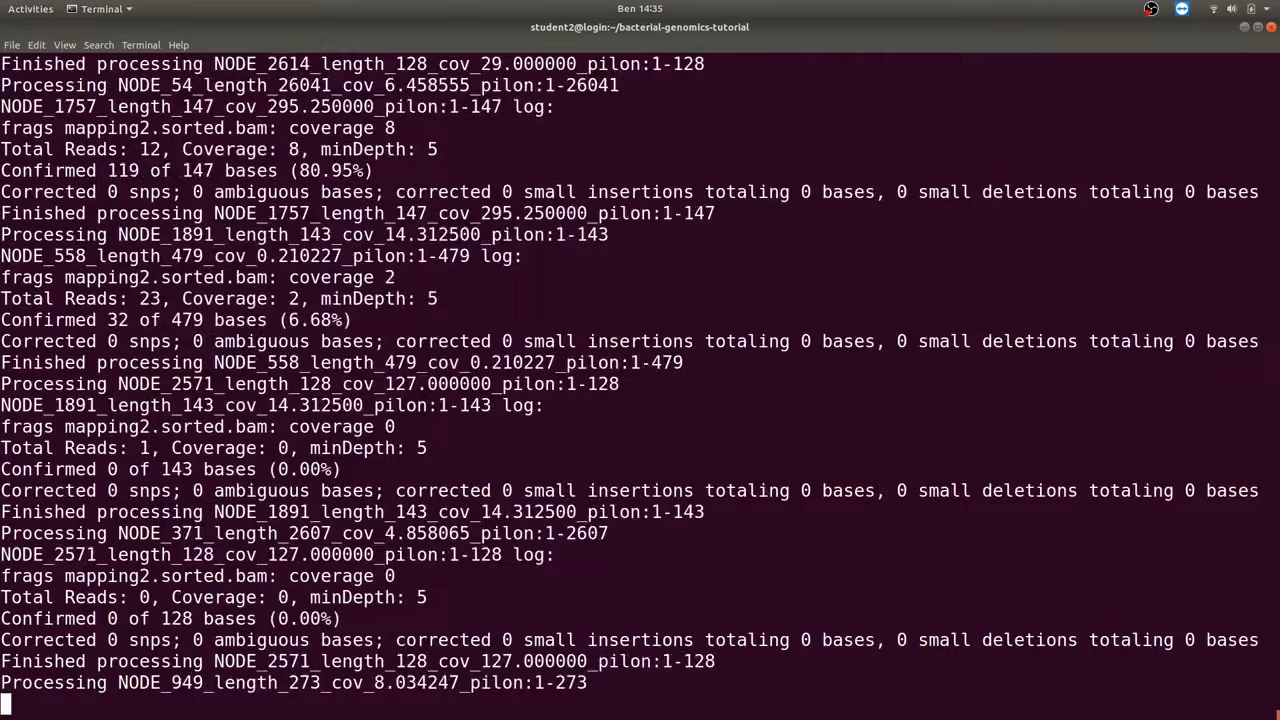 Activities Terminal Ben 14:35
student2@login:~/bacterial-genomics-tutorial
File Edit View Search Terminal Help
Finished processing NODE_2614_length_128_cov_29.000000_pilon:1-128
Processing NODE_54_length_26041_cov_6.458555_pilon:1-26041
NODE_1757_length_147_cov_295.250000_pilon:1-147 log:
frags mapping2.sorted.bam: coverage 8
Total Reads: 12, Coverage: 8, minDepth: 5
Confirmed 119 of 147 bases (80.95%)
Corrected 0 snps; 0 ambiguous bases; corrected 0 small insertions totaling 0 bases, 0 small deletions totaling 0 bases
Finished processing NODE_1757_length_147_cov_295.250000_pilon:1-147
Processing NODE_1891_length_143_cov_14.312500_pilon:1-143
NODE_558_length_479_cov_0.210227_pilon:1-479 log:
frags mapping2.sorted.bam: coverage 2
Total Reads: 23, Coverage: 2, minDepth: 5
Confirmed 32 of 479 bases (6.68%)
Corrected 0 snps; 0 ambiguous bases; corrected 0 small insertions totaling 0 bases, 0 small deletions totaling 0 bases
Finished processing NODE_558_length_479_cov_0.210227_pilon:1-479
Processing NODE_2571_length_128_cov_127.000000_pilon:1-128
NODE_1891_length_143_cov_14.312500_pilon:1-143 log:
frags mapping2.sorted.bam: coverage 0
Total Reads: 1, Coverage: 0, minDepth: 5
Confirmed 0 of 143 bases (0.00%)
Corrected 0 snps; 0 ambiguous bases; corrected 0 small insertions totaling 0 bases, 0 small deletions totaling 0 bases
Finished processing NODE_1891_length_143_cov_14.312500_pilon:1-143
Processing NODE_371_length_2607_cov_4.858065_pilon:1-2607
NODE_2571_length_128_cov_127.000000_pilon:1-128 log:
frags mapping2.sorted.bam: coverage 0
Total Reads: 0, Coverage: 0, minDepth: 5
Confirmed 0 of 128 bases (0.00%)
Corrected 0 snps; 0 ambiguous bases; corrected 0 small insertions totaling 0 bases, 0 small deletions totaling 0 bases
Finished processing NODE_2571_length_128_cov_127.000000_pilon:1-128
Processing NODE_949_length_273_cov_8.034247_pilon:1-273